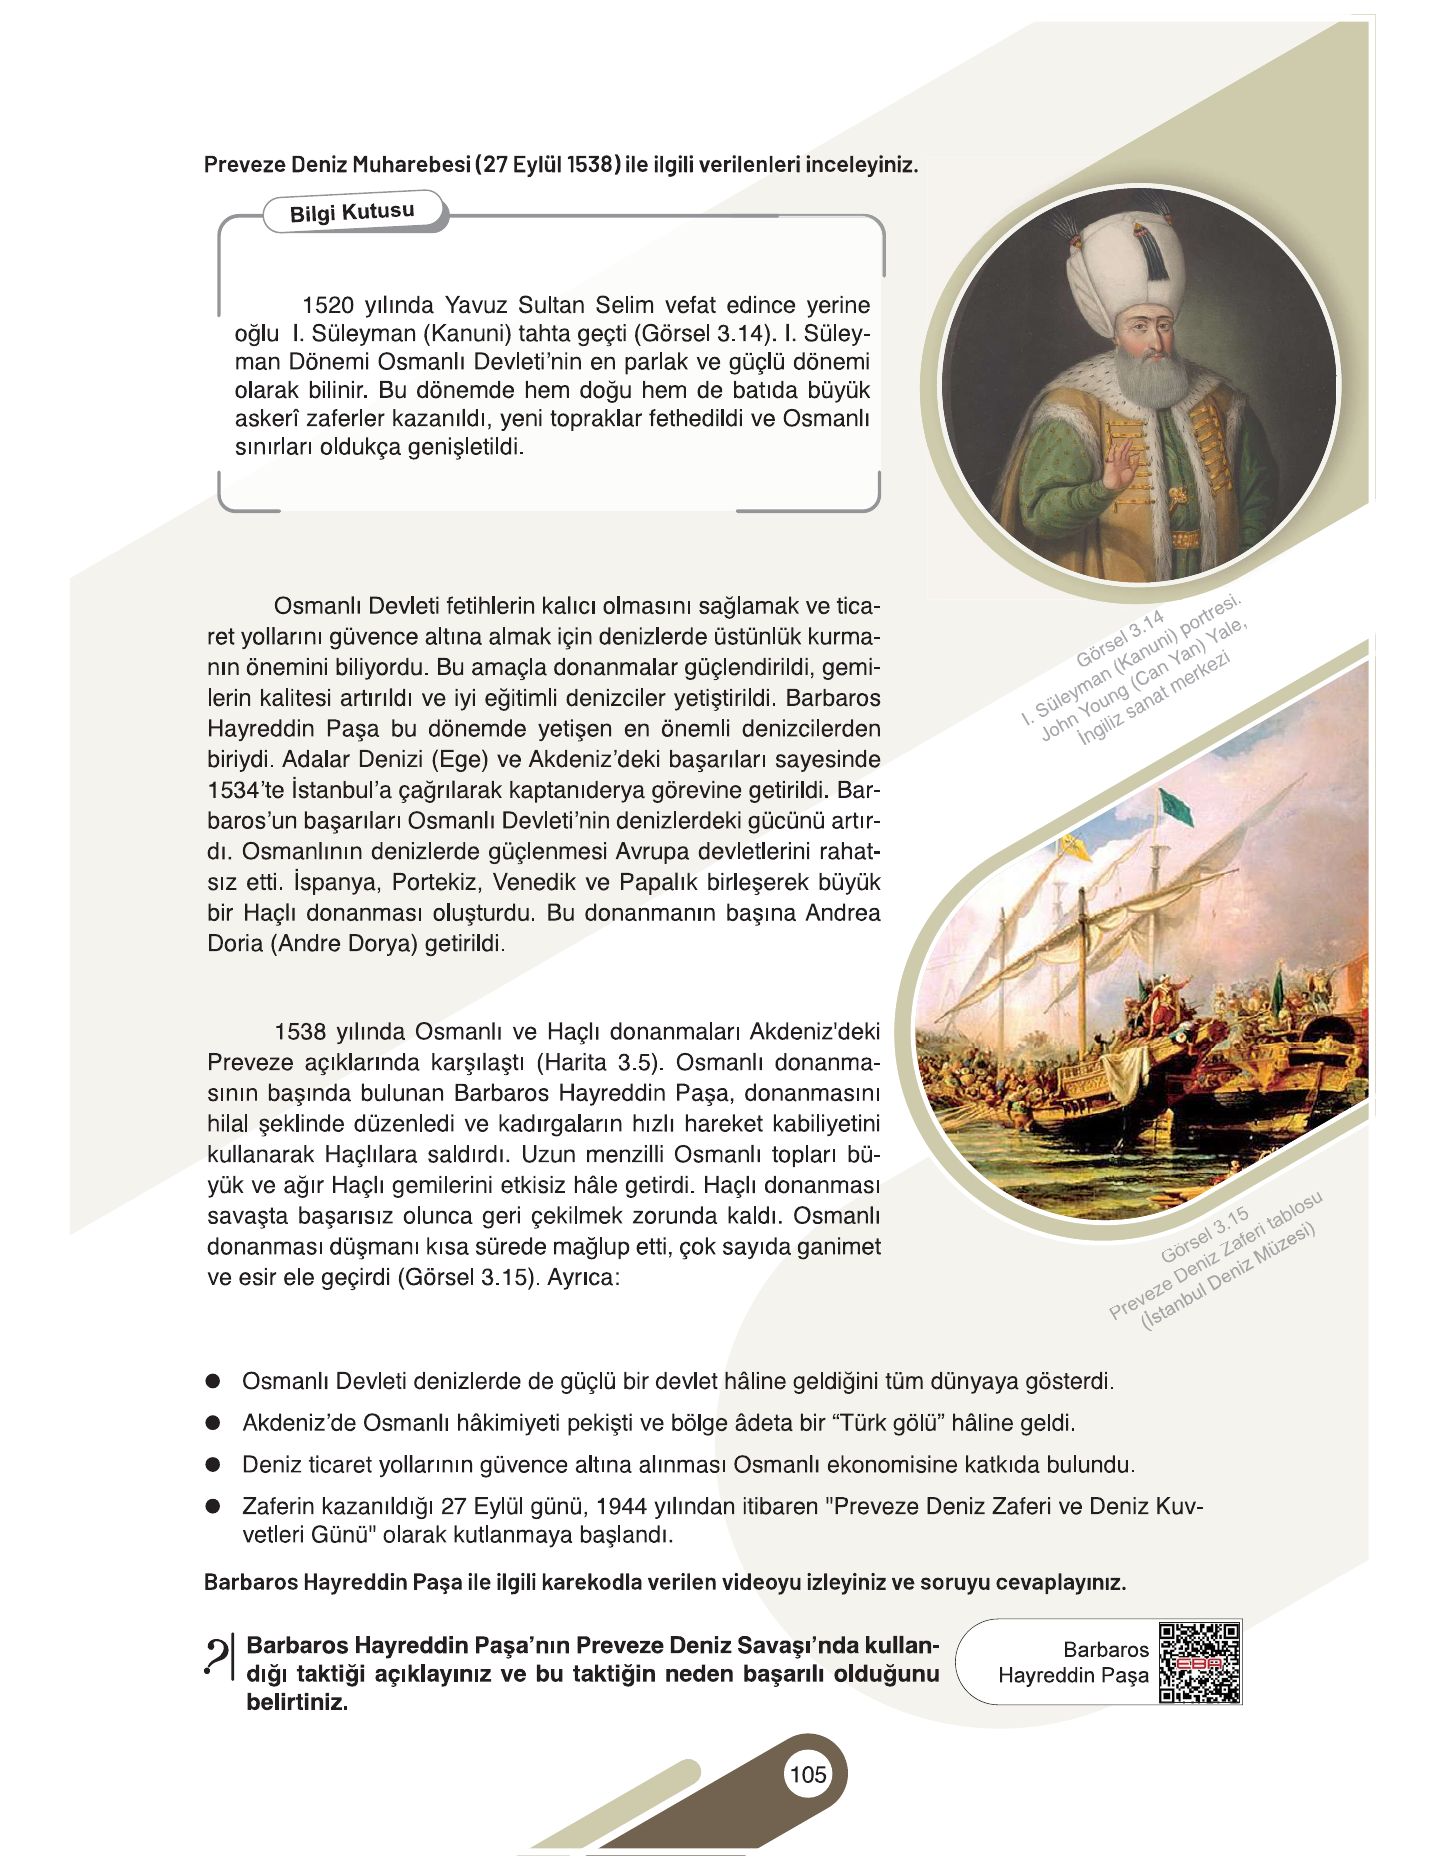 Preveze Deniz Muharebesi (27 Eylül 1538) ile ilgili verilenleri inceleyiniz.
Bilgi Kutusu
1520 yılında Yavuz Sultan Selim vefat edince yerine
oğlu I. Süleyman (Kanuni) tahta geçti (Görsel 3.14). I. Süley-
man Dönemi Osmanlı Devleti’nin en parlak ve güçlü dönemi
olarak bilinir. Bu dönemde hem doğu hem de batıda büyük
askerî zaferler kazanıldı, yeni topraklar fethedildi ve Osmanlı
sınırları oldukça genişletildi.
Görsel 3.14
I. Süleyman (Kanuni) portresi.
John Young (Can Yan) Yale,
İngiliz sanat merkezi
Osmanlı Devleti fetihlerin kalıcı olmasını sağlamak ve tica-
ret yollarını güvence altına almak için denizlerde üstünlük kurma-
nın önemini biliyordu. Bu amaçla donanmalar güçlendirildi, gemi-
lerin kalitesi artırıldı ve iyi eğitimli denizciler yetiştirildi. Barbaros
Hayreddin Paşa bu dönemde yetişen en önemli denizcilerden
biriydi. Adalar Denizi (Ege) ve Akdeniz’deki başarıları sayesinde
1534’te İstanbul’a çağrılarak kaptanıderya görevine getirildi. Bar-
baros’un başarıları Osmanlı Devleti’nin denizlerdeki gücünü artır-
dı. Osmanlının denizlerde güçlenmesi Avrupa devletlerini rahat-
sız etti. İspanya, Portekiz, Venedik ve Papalık birleşerek büyük
bir Haçlı donanması oluşturdu. Bu donanmanın başına Andrea
Doria (Andre Dorya) getirildi.
1538 yılında Osmanlı ve Haçlı donanmaları Akdeniz'deki
Preveze açıklarında karşılaştı (Harita 3.5). Osmanlı donanma-
sının başında bulunan Barbaros Hayreddin Paşa, donanmasını
hilal şeklinde düzenledi ve kadırgaların hızlı hareket kabiliyetini
kullanarak Haçlılara saldırdı. Uzun menzilli Osmanlı topları bü-
yük ve ağır Haçlı gemilerini etkisiz hâle getirdi. Haçlı donanması
savaşta başarısız olunca geri çekilmek zorunda kaldı. Osmanlı
donanması düşmanı kısa sürede mağlup etti, çok sayıda ganimet
ve esir ele geçirdi (Görsel 3.15). Ayrıca:
Görsel 3.15
Preveze Deniz Zaferi tablosu
(İstanbul Deniz Müzesi)
● Osmanlı Devleti denizlerde de güçlü bir devlet hâline geldiğini tüm dünyaya gösterdi.
● Akdeniz’de Osmanlı hâkimiyeti pekişti ve bölge âdeta bir “Türk gölü” hâline geldi.
● Deniz ticaret yollarının güvence altına alınması Osmanlı ekonomisine katkıda bulundu.
● Zaferin kazanıldığı 27 Eylül günü, 1944 yılından itibaren "Preveze Deniz Zaferi ve Deniz Kuv-
vetleri Günü" olarak kutlanmaya başlandı.
Barbaros Hayreddin Paşa ile ilgili karekodla verilen videoyu izleyiniz ve soruyu cevaplayınız.
? Barbaros Hayreddin Paşa’nın Preveze Deniz Savaşı’nda kullan-
dığı taktiği açıklayınız ve bu taktiğin neden başarılı olduğunu
belirtiniz.
Barbaros
Hayreddin Paşa
EBA
105